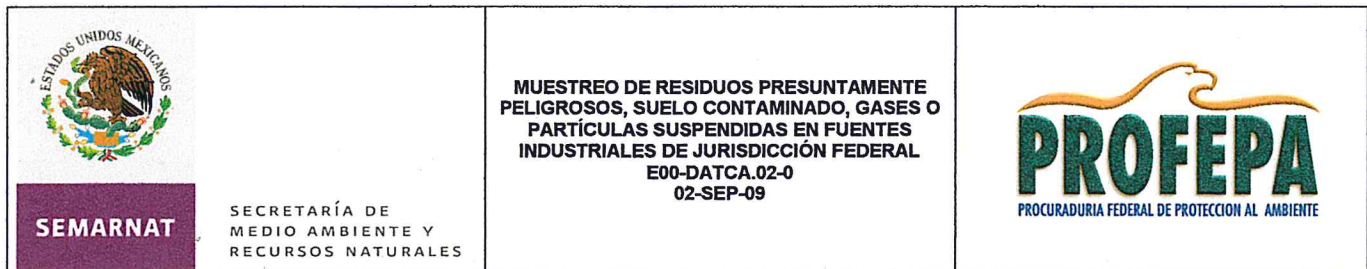 ESTADOS UNIDOS MEXICANOS
SEMARNAT
SECRETARÍA DE
MEDIO AMBIENTE Y
RECURSOS NATURALES
MUESTREO DE RESIDUOS PRESUNTAMENTE
PELIGROSOS, SUELO CONTAMINADO, GASES O
PARTÍCULAS SUSPENDIDAS EN FUENTES
INDUSTRIALES DE JURISDICCIÓN FEDERAL
E00-DATCA.02-0
02-SEP-09
PROFEPA
PROCURADURIA FEDERAL DE PROTECCION AL AMBIENTE